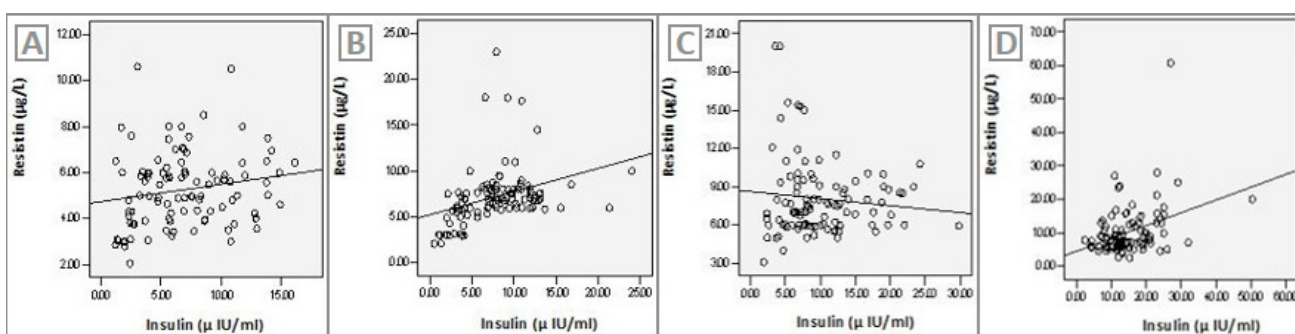 A
Resistin (µg/L)
12.00
10.00
8.00
6.00
4.00
2.00
0.00 5.00 10.00 15.00
Insulin (µ IU/ml)
B
Resistin (µg/L)
25.00
20.00
15.00
10.00
5.00
0.00
0.00 5.00 10.00 15.00 20.00 25.00
Insulin (µ IU/ml)
C
Resistin (µg/L)
21.00
18.00
15.00
12.00
9.00
6.00
3.00
0.00 5.00 10.00 15.00 20.00 25.00 30.00
Insulin (µ IU/ml)
D
Resistin (µg/L)
70.00
60.00
50.00
40.00
30.00
20.00
10.00
00.00
0.00 10.00 20.00 30.00 40.00 50.00 60.00
Insulin (µ IU/ml)